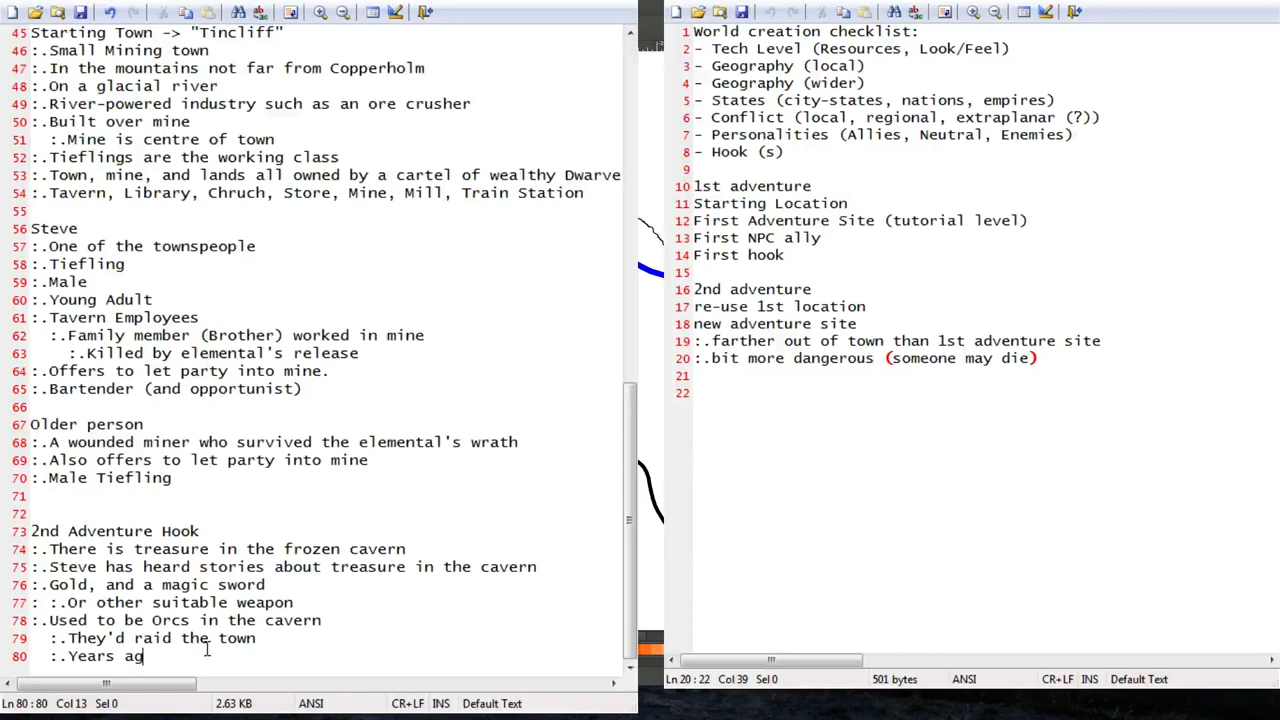 45 Starting Town -> "Tincliff"
46 :.Small Mining town
47 :.In the mountains not far from Copperholm
48 :.On a glacial river
49 :.River-powered industry such as an ore crusher
50 :.Built over mine
51 :.Mine is centre of town
52 :.Tieflings are the working class
53 :.Town, mine, and lands all owned by a cartel of wealthy Dwarve
54 :.Tavern, Library, Chruch, Store, Mine, Mill, Train Station
55
56 Steve
57 :.One of the townspeople
58 :.Tiefling
59 :.Male
60 :.Young Adult
61 :.Tavern Employees
62 :.Family member (Brother) worked in mine
63 :.Killed by elemental's release
64 :.Offers to let party into mine.
65 :.Bartender (and opportunist)
66
67 Older person
68 :.A wounded miner who survived the elemental's wrath
69 :.Also offers to let party into mine
70 :.Male Tiefling
71
72
73 2nd Adventure Hook
74 :.There is treasure in the frozen cavern
75 :.Steve has heard stories about treasure in the cavern
76 :.Gold, and a magic sword
77 : :.Or other suitable weapon
78 :.Used to be Orcs in the cavern
79 :.They'd raid the town
80 :.Years ag
Ln 80 : 80 Col 13 Sel 0 2.63 KB ANSI CR+LF INS Default Text
1 World creation checklist:
2 - Tech Level (Resources, Look/Feel)
3 - Geography (local)
4 - Geography (wider)
5 - States (city-states, nations, empires)
6 - Conflict (local, regional, extraplanar (?))
7 - Personalities (Allies, Neutral, Enemies)
8 - Hook (s)
9
10 1st adventure
11 Starting Location
12 First Adventure Site (tutorial level)
13 First NPC ally
14 First hook
15
16 2nd adventure
17 re-use 1st location
18 new adventure site
19 :.farther out of town than 1st adventure site
20 :.bit more dangerous (someone may die)
21
22
Ln 20 : 22 Col 39 Sel 0 501 bytes ANSI CR+LF INS Default Text